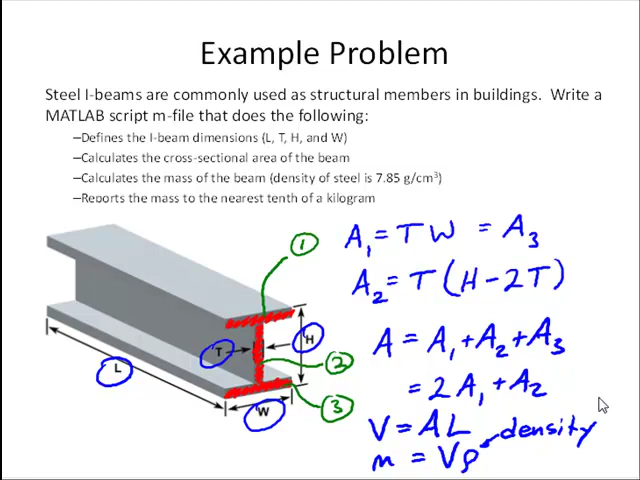 Example Problem
Steel I-beams are commonly used as structural members in buildings. Write a
MATLAB script m-file that does the following:
–Defines the I-beam dimensions (L, T, H, and W)
–Calculates the cross-sectional area of the beam
–Calculates the mass of the beam (density of steel is 7.85 g/cm³)
–Reports the mass to the nearest tenth of a kilogram
①
A₁ = TW = A₃
A₂ = T(H-2T)
T
H
A = A₁+A₂+A₃
L
②
= 2A₁+A₂
③
W
V = AL
density
m = Vρ